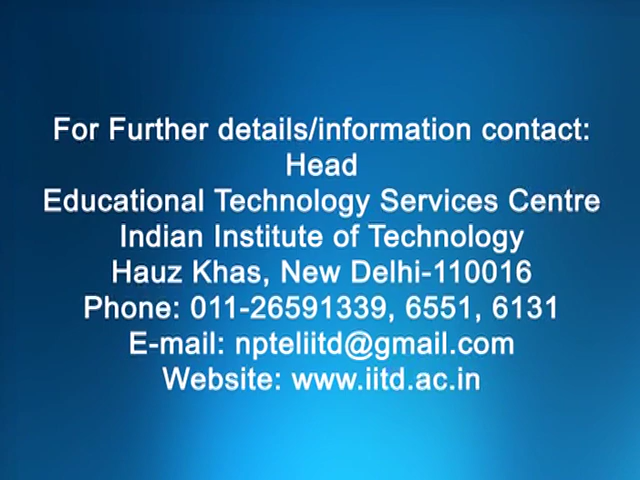 For Further details/information contact:
Head
Educational Technology Services Centre
Indian Institute of Technology
Hauz Khas, New Delhi-110016
Phone: 011-26591339, 6551, 6131
E-mail: npteliitd@gmail.com
Website: www.iitd.ac.in